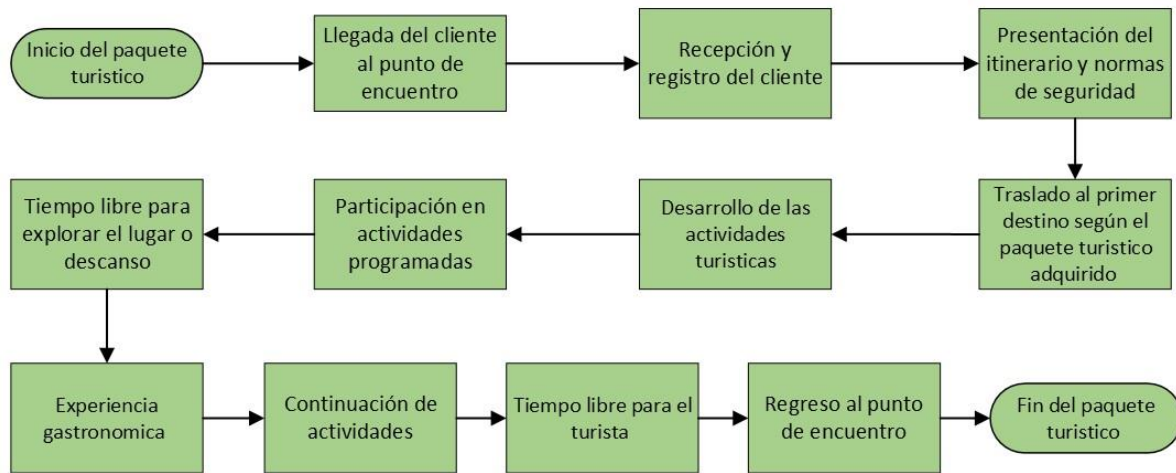 Inicio del paquete
turistico
Llegada del cliente
al punto de
encuentro
Recepción y
registro del cliente
Presentación del
itinerario y normas
de seguridad
Traslado al primer
destino según el
paquete turistico
adquirido
Desarrollo de las
actividades
turisticas
Participación en
actividades
programadas
Tiempo libre para
explorar el lugar o
descanso
Experiencia
gastronomica
Continuación de
actividades
Tiempo libre para el
turista
Regreso al punto
de encuentro
Fin del paquete
turistico